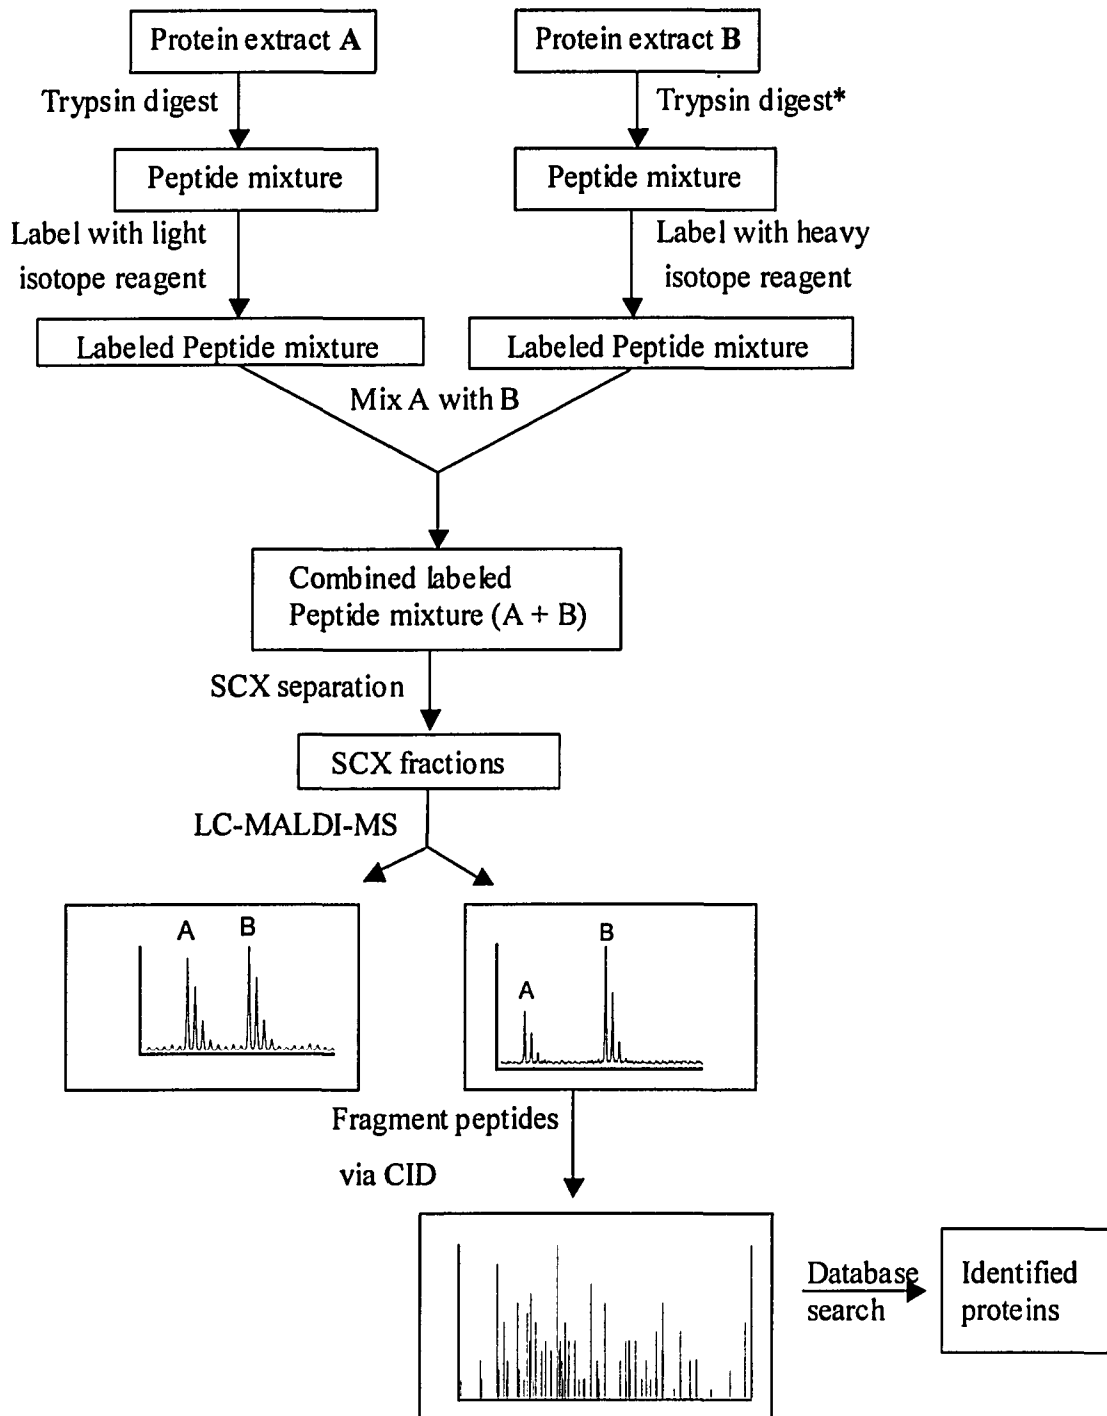 Protein extract A
Protein extract B
Trypsin digest
Trypsin digest*
Peptide mixture
Peptide mixture
Label with light
isotope reagent
Label with heavy
isotope reagent
Labeled Peptide mixture
Labeled Peptide mixture
Mix A with B
Combined labeled
Peptide mixture (A + B)
SCX separation
SCX fractions
LC-MALDI-MS
A
B
A
B
Fragment peptides
via CID
Database
search
Identified
proteins